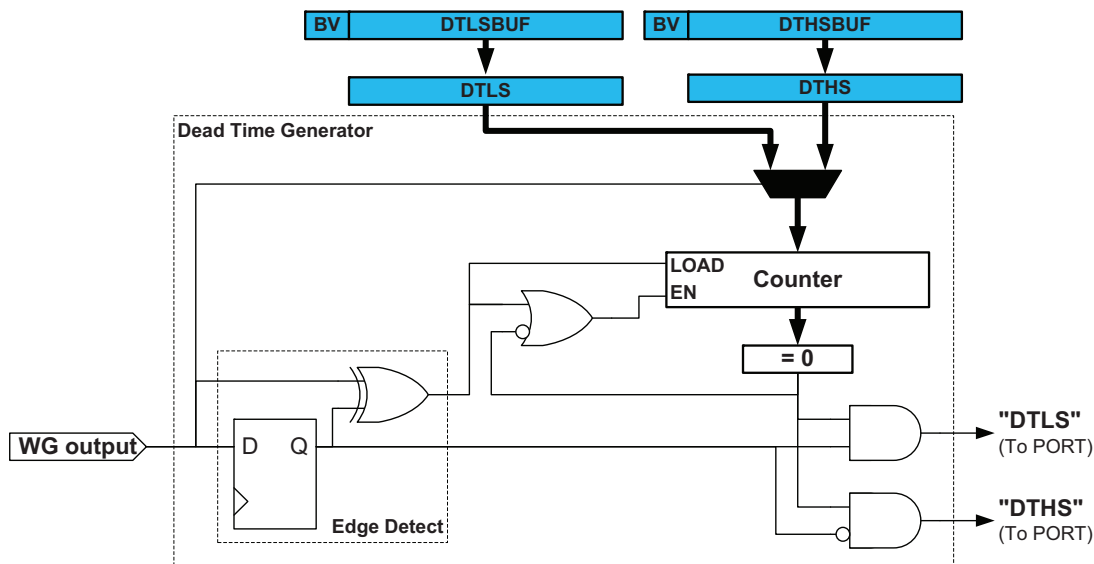 BV DTLSBUF
BV DTHSBUF
DTLS
DTHS
Dead Time Generator
LOAD
EN
Counter
= 0
"DTLS"
(To PORT)
WG output
D Q
"DTHS"
(To PORT)
Edge Detect